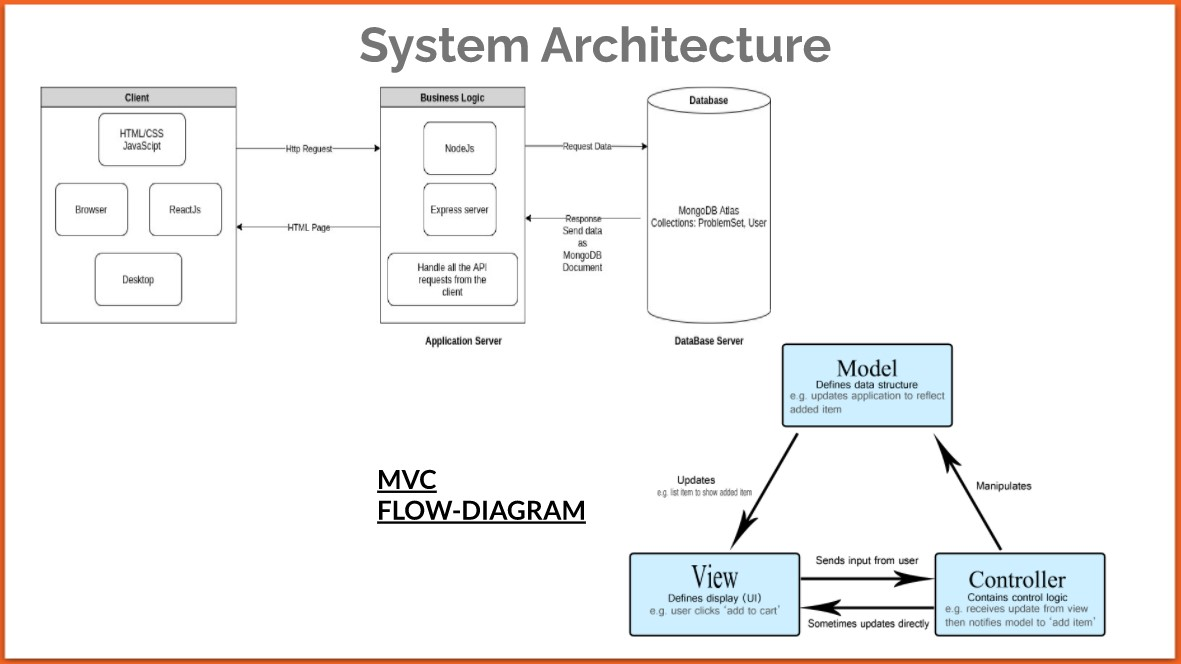 System Architecture
Client
HTML/CSS
JavaScipt
Browser
ReactJs
Desktop
Http Reguest
HTML Page
Business Logic
NodeJs
Express server
Handle all the API
requests from the
client
Application Server
Request Data
Response
Send data
as
MongoDB
Document
Database
MongoDB Atlas
Collections: ProblemSet, User
DataBase Server
MVC
FLOW-DIAGRAM
Model
Defines data structure
e.g. updates application to reflect
added item
Updates
e.g. list item to show added item
Manipulates
View
Defines display (UI)
e.g. user clicks 'add to cart'
Sends input from user
Sometimes updates directly
Controller
Contains control logic
e.g. receives update from view
then notifies model to 'add item'